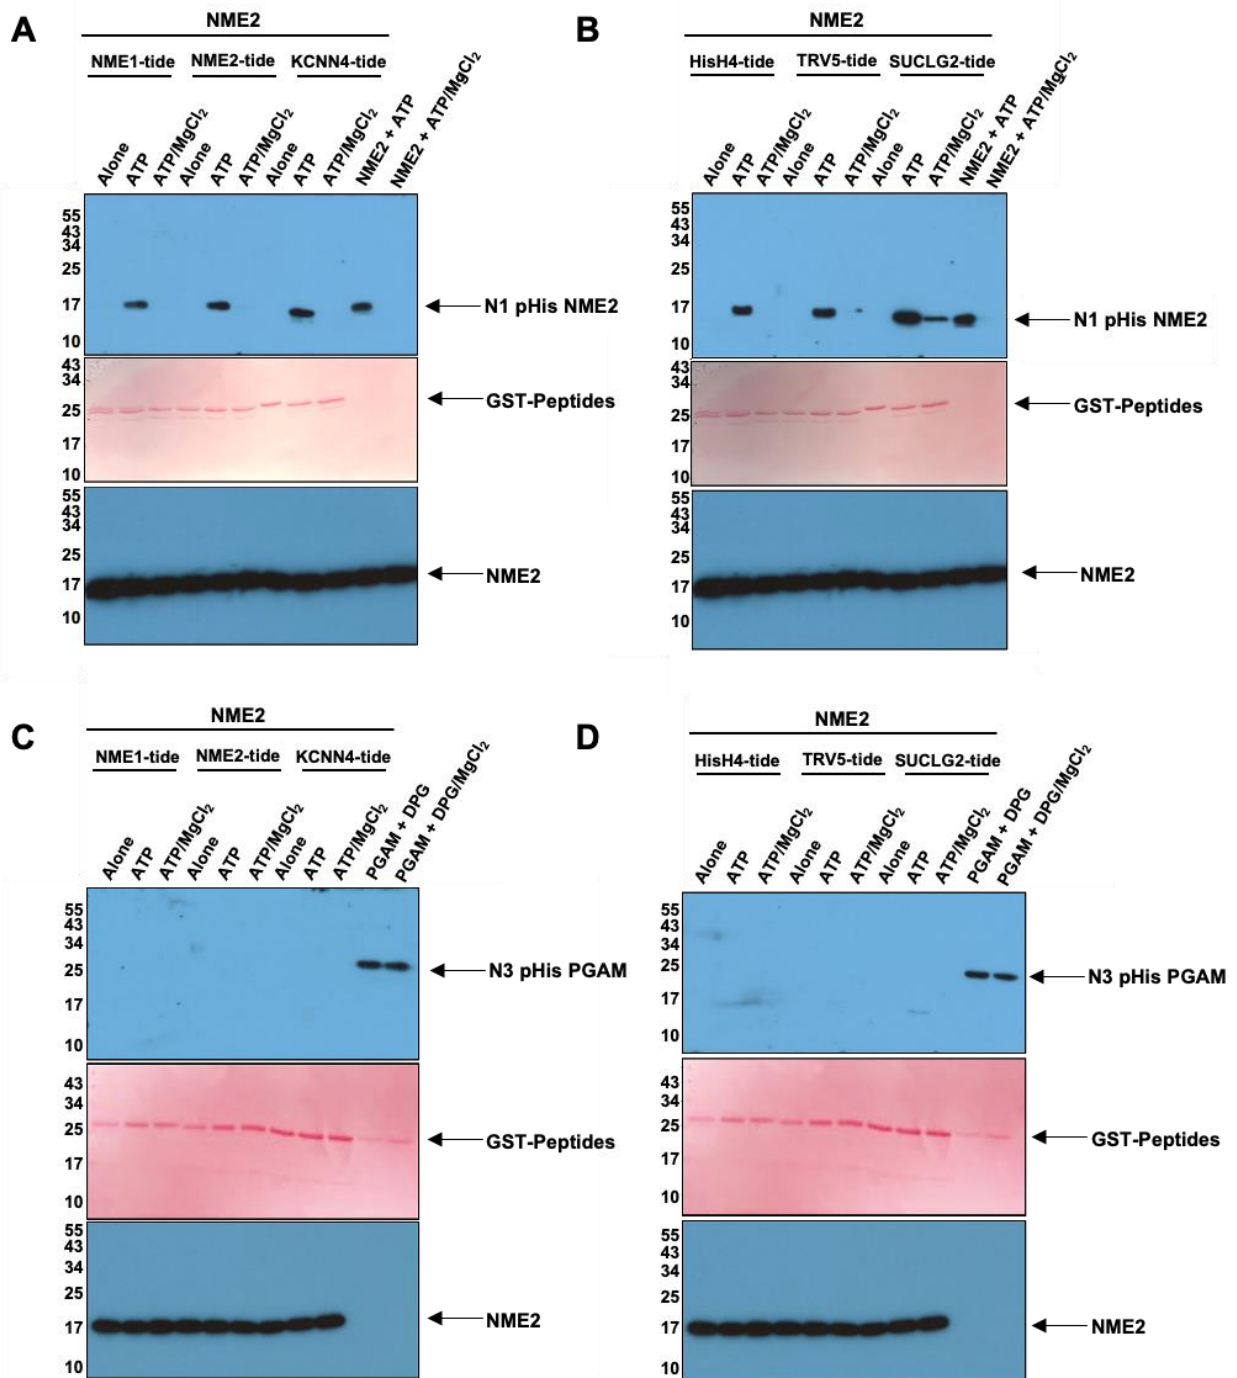 A
NME2
NME1-tide NME2-tide KCNN4-tide
Alone ATP ATP/MgCl₂ Alone ATP ATP/MgCl₂ Alone ATP ATP/MgCl₂ NME2 + ATP NME2 + ATP/MgCl₂
55
43
34
25
17
10
N1 pHis NME2
43
34
25
17
10
GST-Peptides
55
43
34
25
17
10
NME2
B
NME2
HisH4-tide TRV5-tide SUCLG2-tide
Alone ATP ATP/MgCl₂ Alone ATP ATP/MgCl₂ Alone ATP ATP/MgCl₂ NME2 + ATP NME2 + ATP/MgCl₂
55
43
34
25
17
10
N1 pHis NME2
43
34
25
17
10
GST-Peptides
55
43
34
25
17
10
NME2
C
NME2
NME1-tide NME2-tide KCNN4-tide
Alone ATP ATP/MgCl₂ Alone ATP ATP/MgCl₂ Alone ATP ATP/MgCl₂ PGAM + DPG PGAM + DPG/MgCl₂
55
43
34
25
17
10
N3 pHis PGAM
43
34
25
17
10
GST-Peptides
55
43
34
25
17
10
NME2
D
NME2
HisH4-tide TRV5-tide SUCLG2-tide
Alone ATP ATP/MgCl₂ Alone ATP ATP/MgCl₂ Alone ATP ATP/MgCl₂ PGAM + DPG PGAM + DPG/MgCl₂
55
43
34
25
17
10
N3 pHis PGAM
43
34
25
17
10
GST-Peptides
55
43
34
25
17
10
NME2